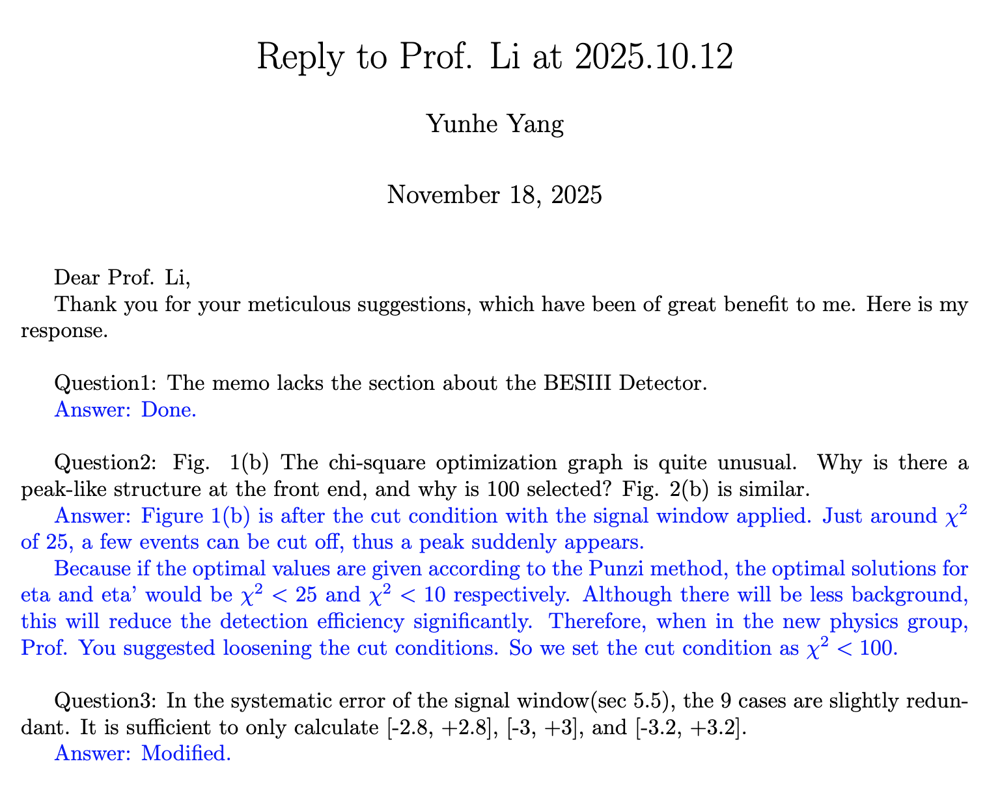 Reply to Prof. Li at 2025.10.12
Yunhe Yang
November 18, 2025
Dear Prof. Li,
Thank you for your meticulous suggestions, which have been of great benefit to me. Here is my
response.
Question1: The memo lacks the section about the BESIII Detector.
Answer: Done.
Question2: Fig. 1(b) The chi-square optimization graph is quite unusual. Why is there a
peak-like structure at the front end, and why is 100 selected? Fig. 2(b) is similar.
Answer: Figure 1(b) is after the cut condition with the signal window applied. Just around χ²
of 25, a few events can be cut off, thus a peak suddenly appears.
Because if the optimal values are given according to the Punzi method, the optimal solutions for
eta and eta' would be χ² < 25 and χ² < 10 respectively. Although there will be less background,
this will reduce the detection efficiency significantly. Therefore, when in the new physics group,
Prof. You suggested loosening the cut conditions. So we set the cut condition as χ² < 100.
Question3: In the systematic error of the signal window(sec 5.5), the 9 cases are slightly redun-
dant. It is sufficient to only calculate [-2.8, +2.8], [-3, +3], and [-3.2, +3.2].
Answer: Modified.